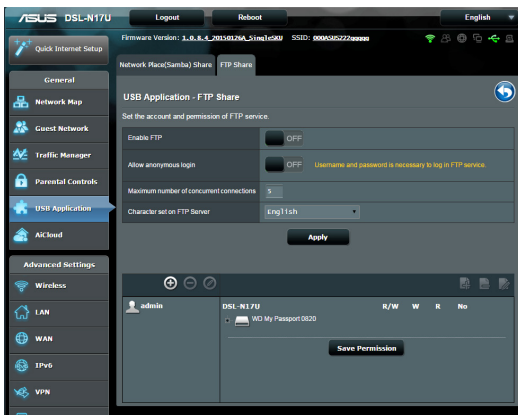 ASUS DSL-N17U Logout Reboot English
Quick Internet Setup
Firmware Version: 1.0.8.4_20150126A_SingleSKU SSID: 000ASUS222ggggg
Network Place(Samba) Share FTP Share
General
Network Map
Guest Network
Traffic Manager
Parental Controls
USB Application
AiCloud
Advanced Settings
Wireless
LAN
WAN
IPv6
VPN
USB Application - FTP Share
Set the account and permission of FTP service.
Enable FTP OFF
Allow anonymous login OFF Username and password is necessary to log in FTP service.
Maximum number of concurrent connections 5
Character set on FTP Server English
Apply
admin DSL-N17U R/W W R No
WD My Passport 0820
Save Permission